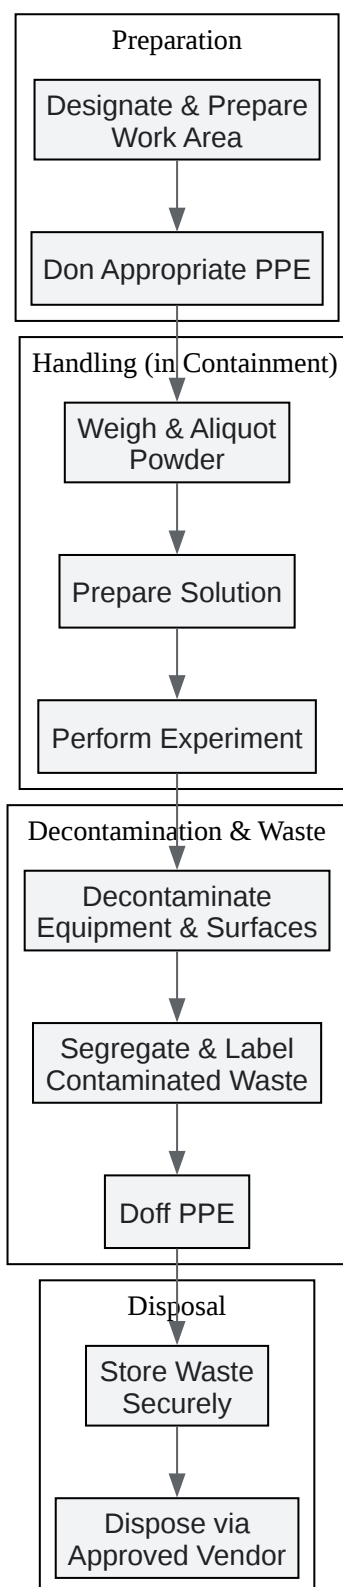 Preparation
Designate & Prepare
Work Area
Don Appropriate PPE
Handling (in Containment)
Weigh & Aliquot
Powder
Prepare Solution
Perform Experiment
Decontamination & Waste
Decontaminate
Equipment & Surfaces
Segregate & Label
Contaminated Waste
Doff PPE
Disposal
Store Waste
Securely
Dispose via
Approved Vendor